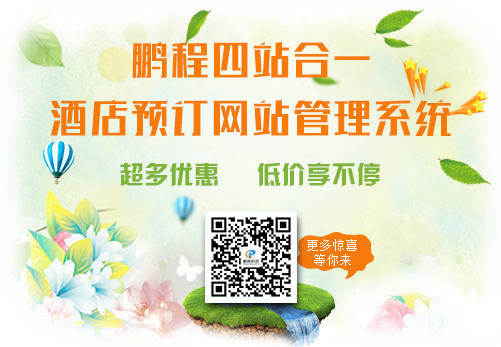 鹏程四站合一
酒店预订网站管理系统
超多优惠 低价享不停
更多惊喜
等你来